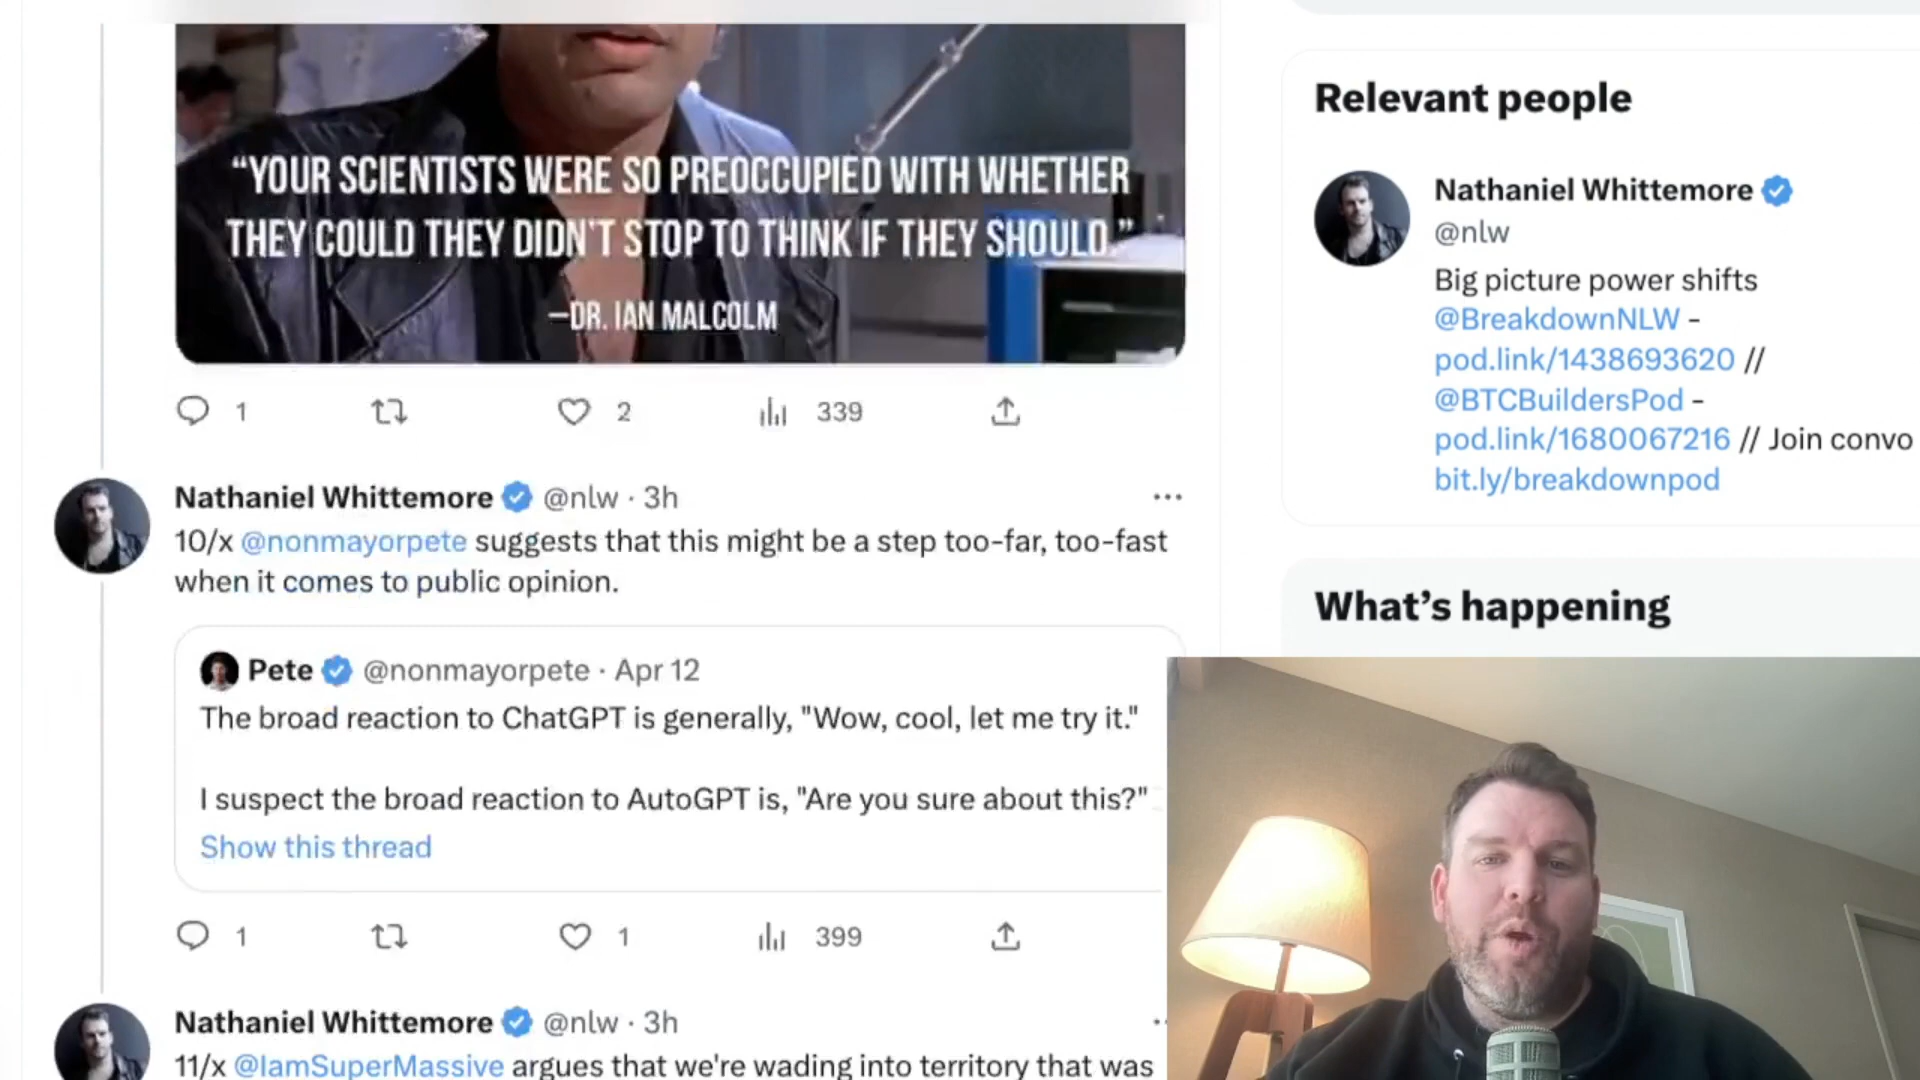 “YOUR SCIENTISTS WERE SO PREOCCUPIED WITH WHETHER
THEY COULD THEY DIDN'T STOP TO THINK IF THEY SHOULD.”
—DR. IAN MALCOLM
1
2
339
Nathaniel Whittemore @nlw · 3h
10/x @nonmayorpete suggests that this might be a step too-far, too-fast
when it comes to public opinion.
Pete @nonmayorpete · Apr 12
The broad reaction to ChatGPT is generally, "Wow, cool, let me try it."
I suspect the broad reaction to AutoGPT is, "Are you sure about this?"
Show this thread
1
1
399
Nathaniel Whittemore @nlw · 3h
11/x @IamSuperMassive argues that we're wading into territory that was
Relevant people
Nathaniel Whittemore
@nlw
Big picture power shifts
@BreakdownNLW -
pod.link/1438693620 //
@BTCBuildersPod -
pod.link/1680067216 // Join convo
bit.ly/breakdownpod
What’s happening